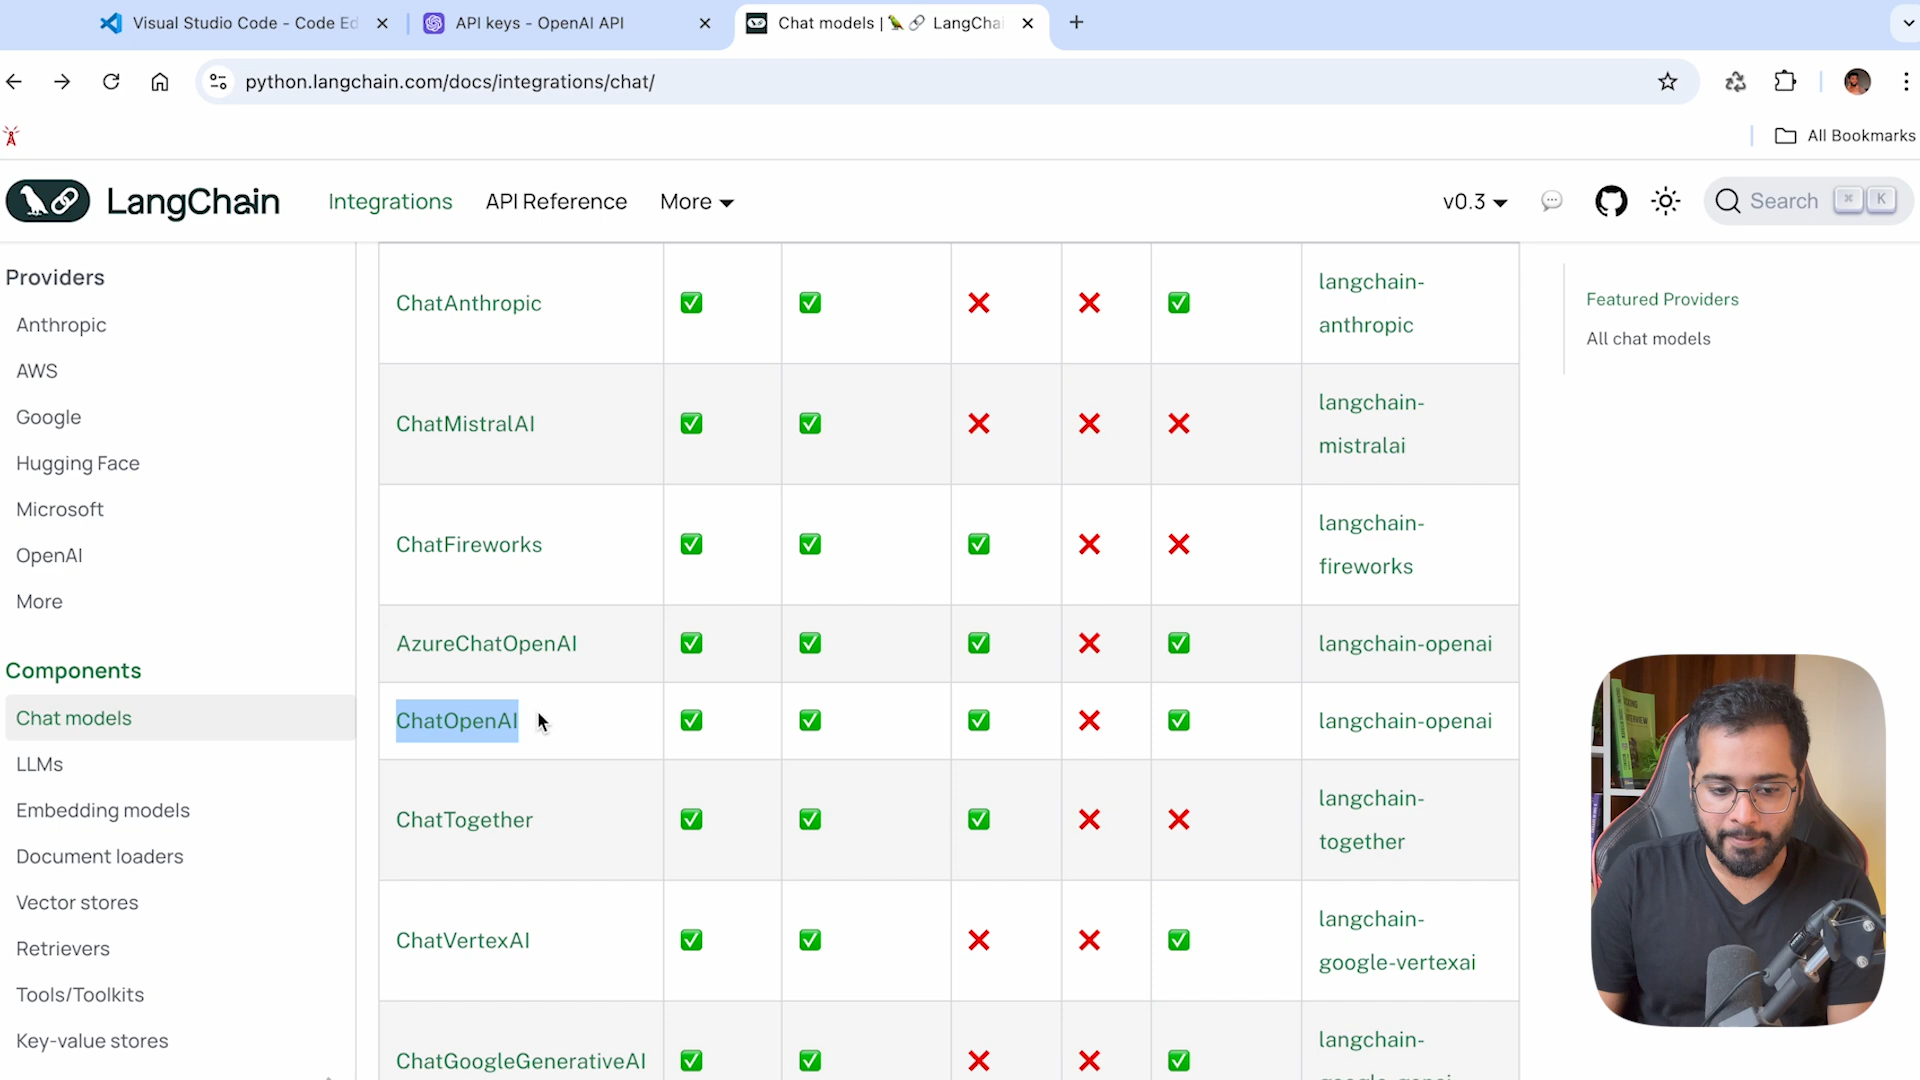 Visual Studio Code - Code Ed
API keys - OpenAI API
Chat models | LangChai
python.langchain.com/docs/integrations/chat/
All Bookmarks
LangChain
Integrations
API Reference
More
v0.3
Search
K
Providers
Anthropic
AWS
Google
Hugging Face
Microsoft
OpenAI
More
Components
Chat models
LLMs
Embedding models
Document loaders
Vector stores
Retrievers
Tools/Toolkits
Key-value stores
ChatAnthropic
langchain-
anthropic
ChatMistralAI
langchain-
mistralai
ChatFireworks
langchain-
fireworks
AzureChatOpenAI
langchain-openai
ChatOpenAI
langchain-openai
ChatTogether
langchain-
together
ChatVertexAI
langchain-
google-vertexai
ChatGoogleGenerativeAI
langchain-
Featured Providers
All chat models